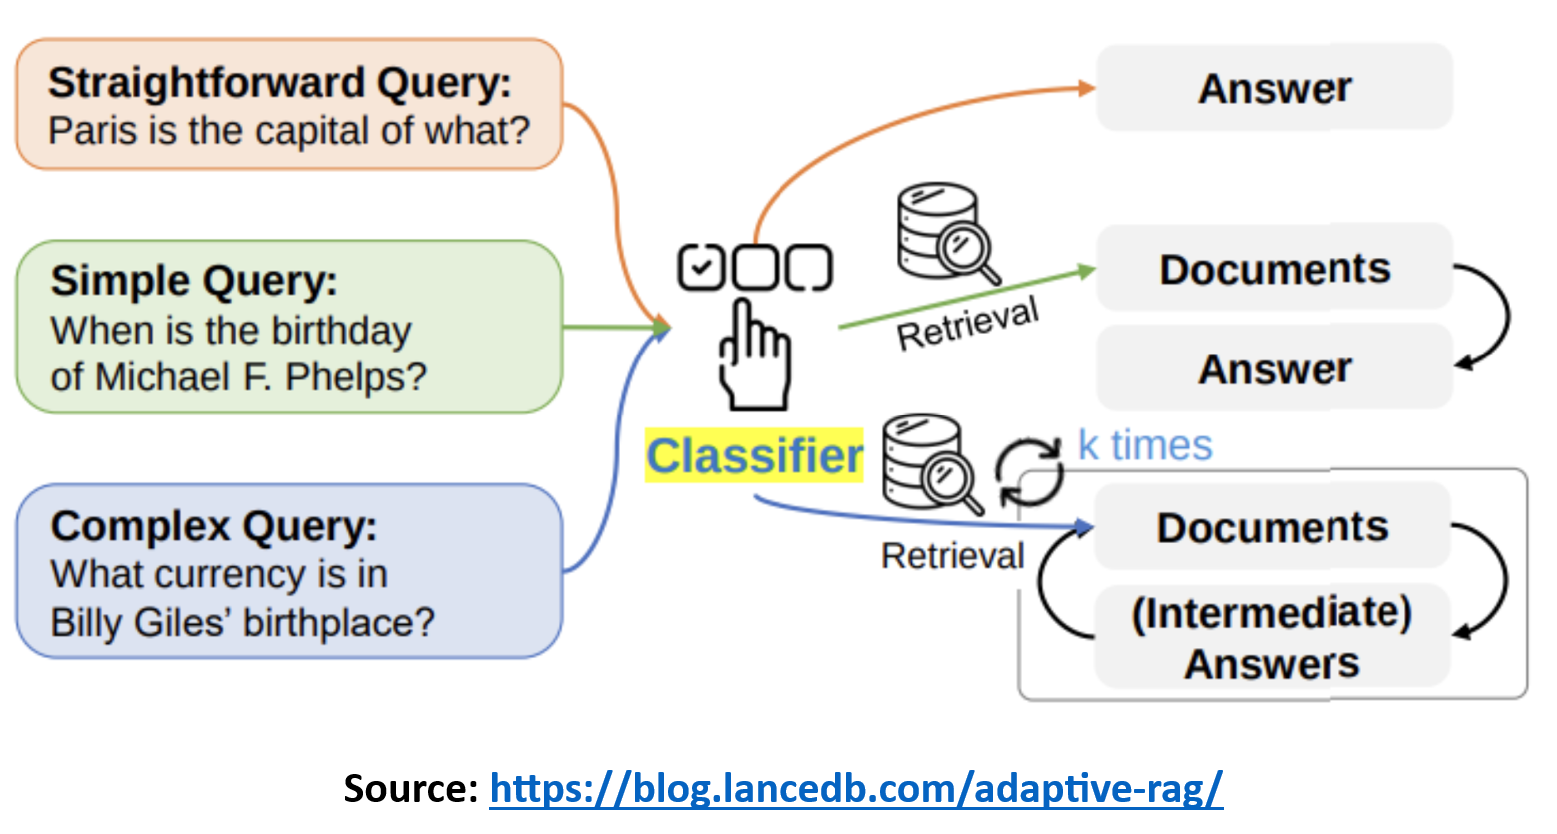 Straightforward Query:
Paris is the capital of what?
Simple Query:
When is the birthday
of Michael F. Phelps?
Complex Query:
What currency is in
Billy Giles’ birthplace?
Classifier
Answer
Retrieval
Documents
Answer
Retrieval
k times
Documents
(Intermediate)
Answers
Source: https://blog.lancedb.com/adaptive-rag/